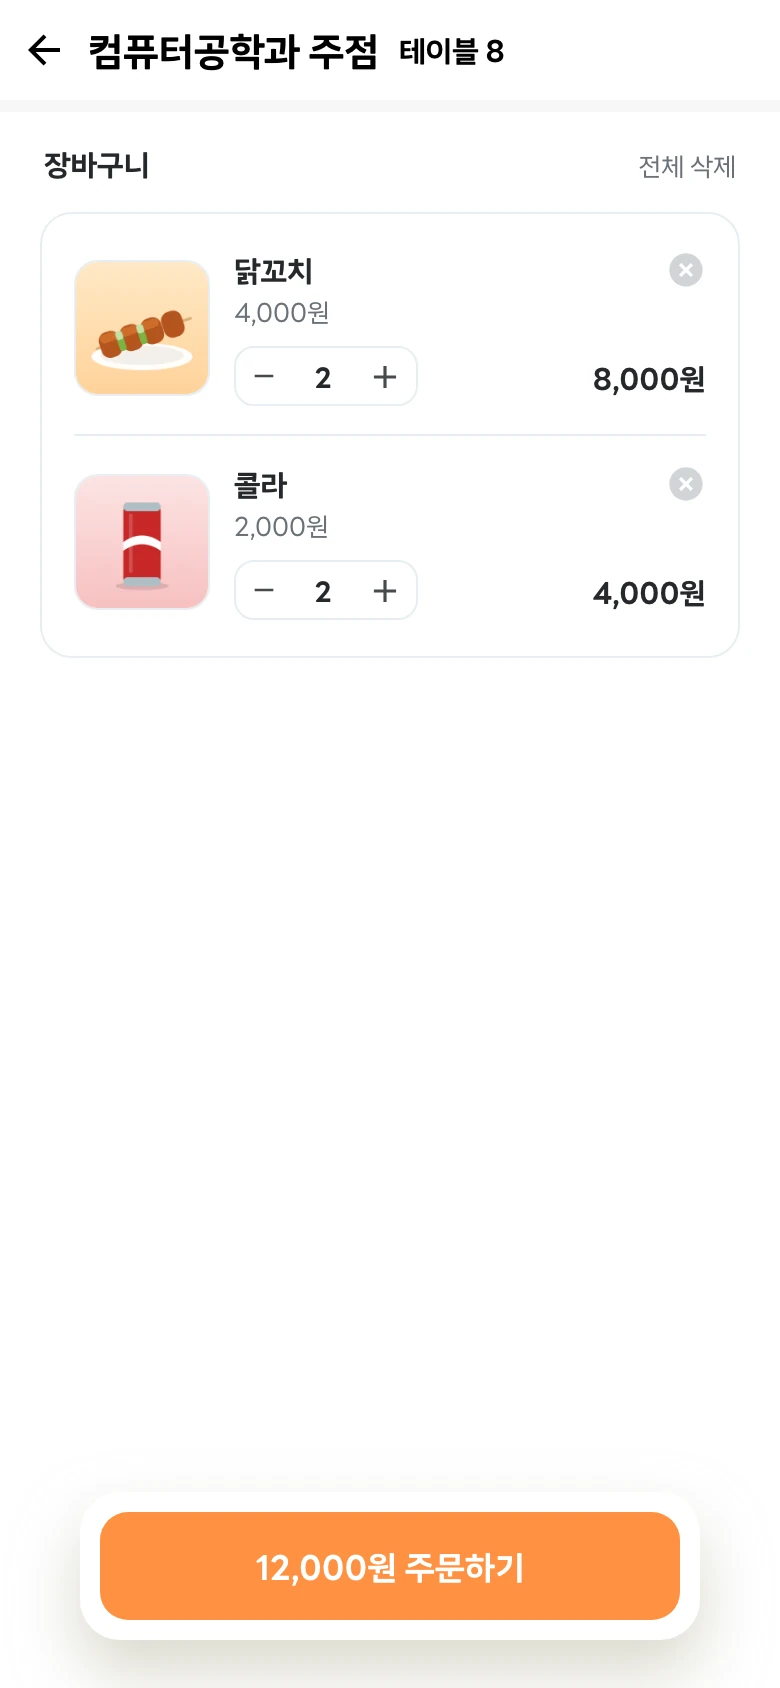 컴퓨터공학과 주점 테이블 8
장바구니 전체 삭제
닭꼬치
4,000원
2 8,000원
콜라
2,000원
2 4,000원
12,000원 주문하기